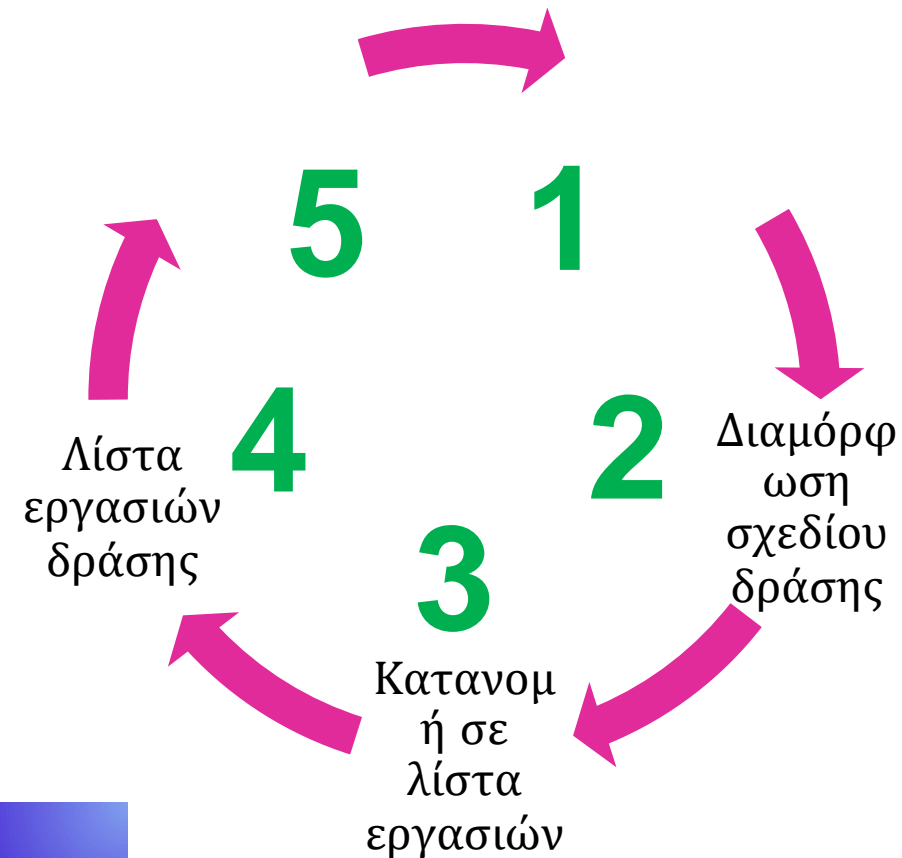 5
1
4
2
3
Λίστα
εργασιών
δράσης
Διαμόρφ
ωση
σχεδίου
δράσης
Κατανομ
ή σε
λίστα
εργασιών